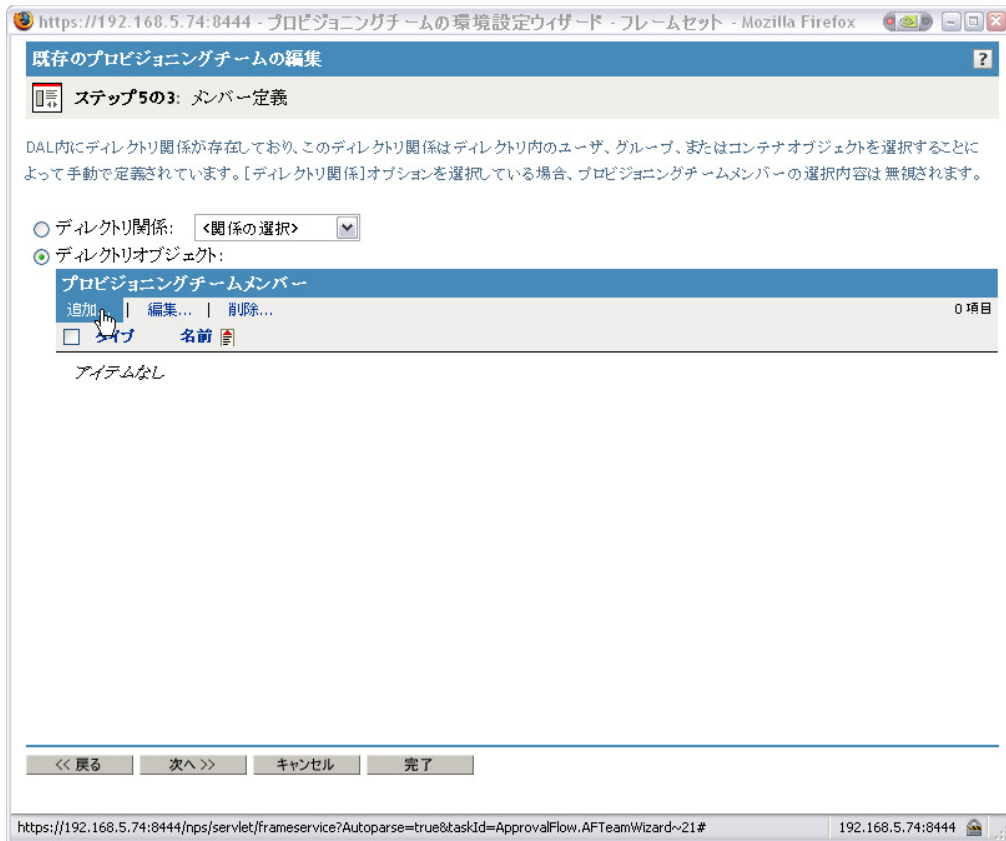 https://192.168.5.74:8444 - プロビジョニングチームの環境設定ウィザード - フレームセット - Mozilla Firefox
既存のプロビジョニングチームの編集
?
ステップ5の3: メンバー定義
DAL内にディレクトリ関係が存在しており、このディレクトリ関係はディレクトリ内のユーザ、グループ、またはコンテナオブジェクトを選択することに
よって手動で定義されています。[ディレクトリ関係]オプションを選択している場合、プロビジョニングチームメンバーの選択内容は無視されます。
ディレクトリ関係: <関係の選択>
ディレクトリオブジェクト:
プロビジョニングチームメンバー
追加... | 編集... | 削除... 0 項目
タイプ 名前
アイテムなし
<< 戻る 次へ >> キャンセル 完了
https://192.168.5.74:8444/nps/servlet/frameservice?Autoparse=true&taskId=ApprovalFlow.AFTeamWizard~21# 192.168.5.74:8444